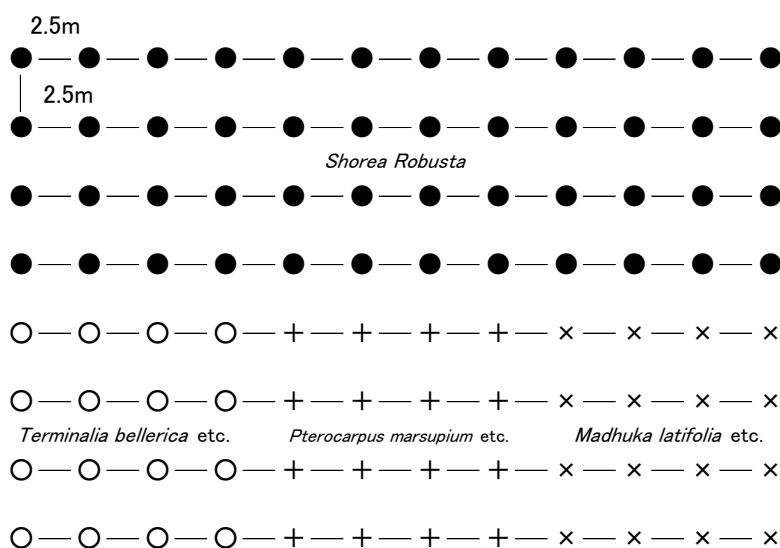 2.5m
2.5m
Shorea Robusta
Terminalia bellerica etc.
Pterocarpus marsupium etc.
Madhuka latifolia etc.